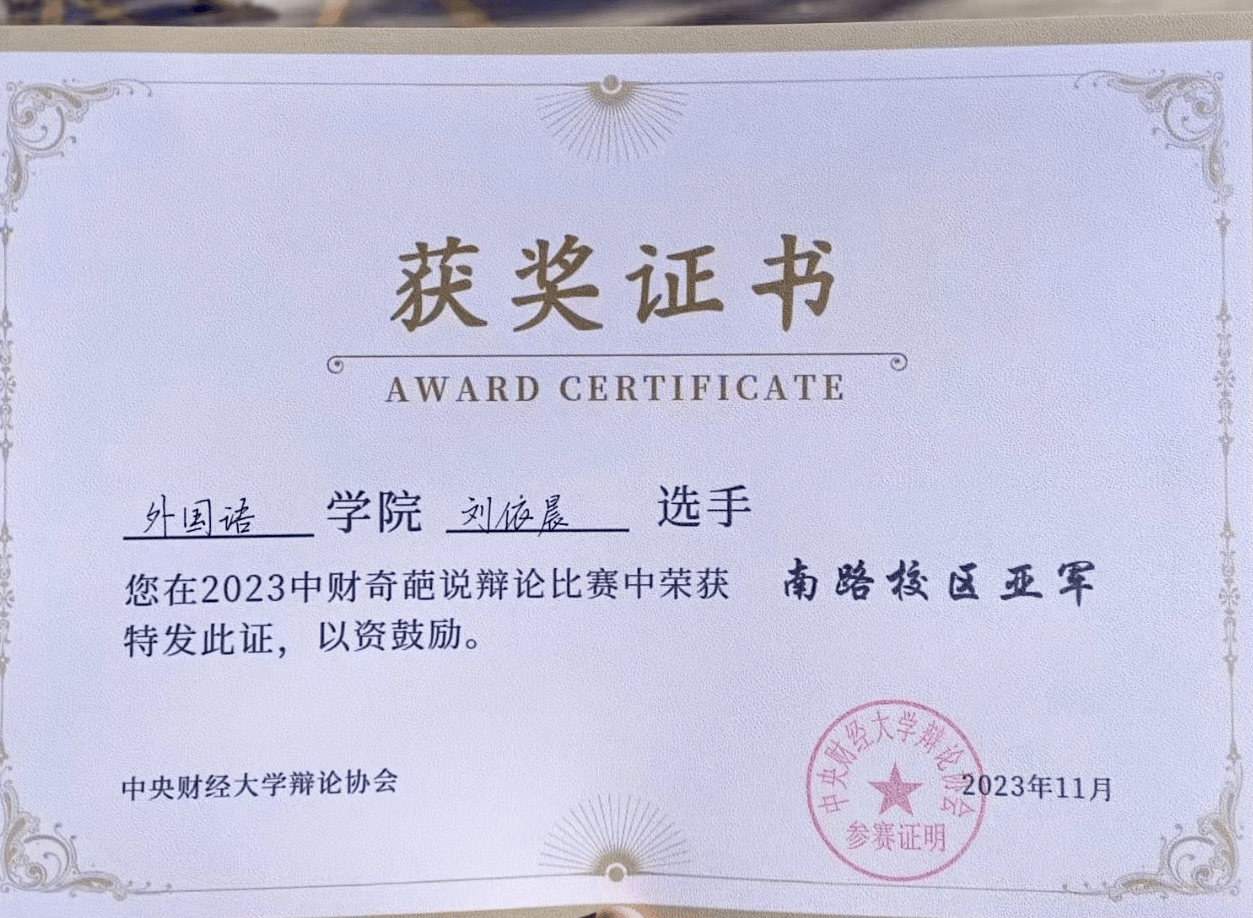 获奖证书
AWARD CERTIFICATE
外国语 学院 刘依晨 选手
您在2023中财奇葩说辩论比赛中荣获 南路校区亚军
特发此证，以资鼓励。
中央财经大学辩论协会
2023年11月
中央财经大学辩论协会
参赛证明